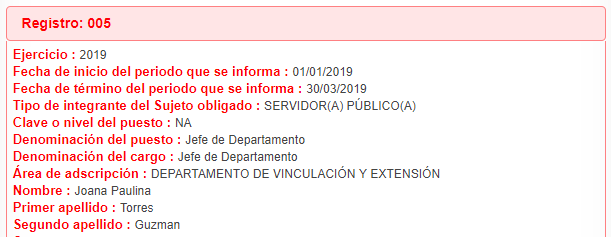 Registro: 005
Ejercicio : 2019
Fecha de inicio del periodo que se informa : 01/01/2019
Fecha de término del periodo que se informa : 30/03/2019
Tipo de integrante del Sujeto obligado : SERVIDOR(A) PÚBLICO(A)
Clave o nivel del puesto : NA
Denominación del puesto : Jefe de Departamento
Denominación del cargo : Jefe de Departamento
Área de adscripción : DEPARTAMENTO DE VINCULACIÓN Y EXTENSIÓN
Nombre : Joana Paulina
Primer apellido : Torres
Segundo apellido : Guzman